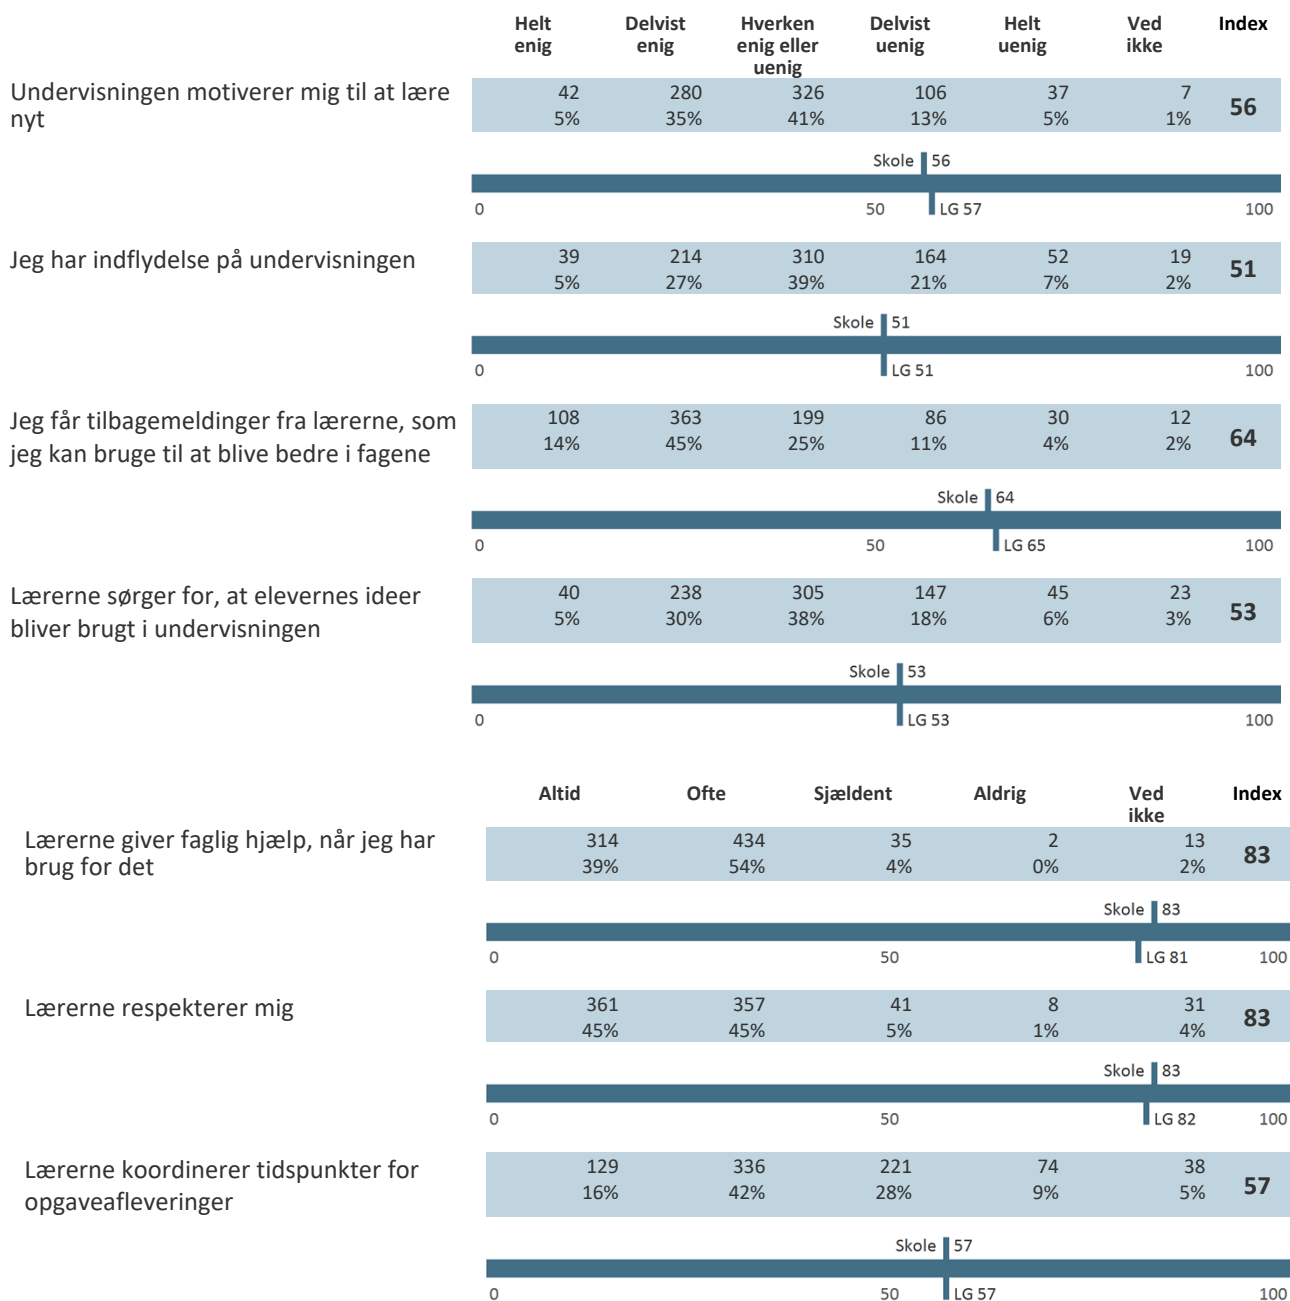 Helt enig Delvist enig Hverken enig eller uenig Delvist uenig Helt uenig Ved ikke Index
Undervisningen motiverer mig til at lære nyt
42 280 326 106 37 7 56
5% 35% 41% 13% 5% 1%
Skole 56
0 50 LG 57 100
Jeg har indflydelse på undervisningen
39 214 310 164 52 19 51
5% 27% 39% 21% 7% 2%
Skole 51
0 LG 51 100
Jeg får tilbagemeldinger fra lærerne, som
jeg kan bruge til at blive bedre i fagene
108 363 199 86 30 12 64
14% 45% 25% 11% 4% 2%
Skole 64
0 50 LG 65 100
Lærerne sørger for, at elevernes ideer
bliver brugt i undervisningen
40 238 305 147 45 23 53
5% 30% 38% 18% 6% 3%
Skole 53
0 LG 53 100
Altid Ofte Sjældent Aldrig Ved ikke Index
Lærerne giver faglig hjælp, når jeg har
brug for det
314 434 35 2 13 83
39% 54% 4% 0% 2%
Skole 83
0 50 LG 81 100
Lærerne respekterer mig
361 357 41 8 31 83
45% 45% 5% 1% 4%
Skole 83
0 50 LG 82 100
Lærerne koordinerer tidspunkter for
opgaveafleveringer
129 336 221 74 38 57
16% 42% 28% 9% 5%
Skole 57
0 50 LG 57 100